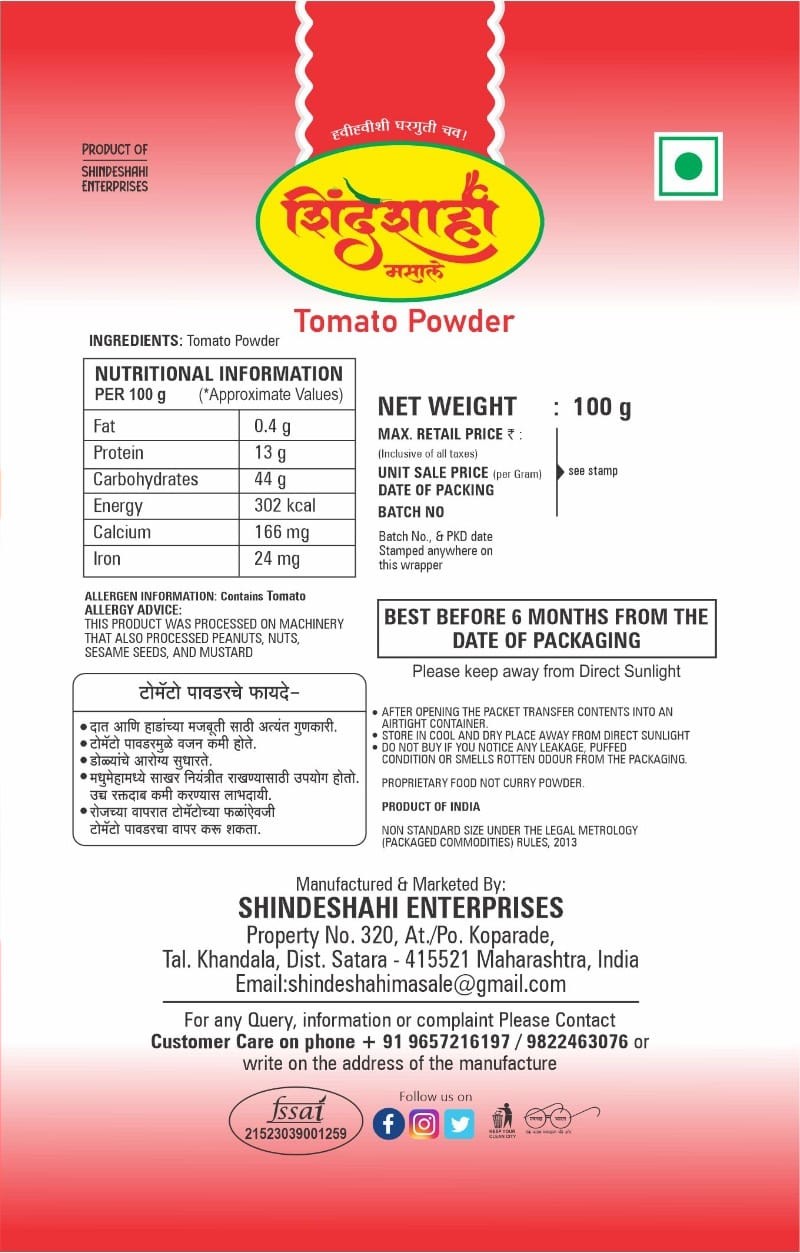 हवीहवीशी घरगुती चव!
PRODUCT OF
SHINDESHAHI
ENTERPRISES
शिंदेशाही
मसाले
Tomato Powder
INGREDIENTS: Tomato Powder
NUTRITIONAL INFORMATION
PER 100 g (*Approximate Values)
Fat 0.4 g
Protein 13 g
Carbohydrates 44 g
Energy 302 kcal
Calcium 166 mg
Iron 24 mg
NET WEIGHT : 100 g
MAX. RETAIL PRICE ₹ :
(Inclusive of all taxes)
UNIT SALE PRICE (per Gram)
see stamp
DATE OF PACKING
BATCH NO
Batch No., & PKD date
Stamped anywhere on
this wrapper
ALLERGEN INFORMATION: Contains Tomato
ALLERGY ADVICE:
THIS PRODUCT WAS PROCESSED ON MACHINERY
THAT ALSO PROCESSED PEANUTS, NUTS,
SESAME SEEDS, AND MUSTARD
BEST BEFORE 6 MONTHS FROM THE
DATE OF PACKAGING
Please keep away from Direct Sunlight
टोमॅटो पावडरचे फायदे-
• दात आणि हाडांच्या मजबूती साठी अत्यंत गुणकारी.
• टोमॅटो पावडरमुळे वजन कमी होते.
• डोळ्यांचे आरोग्य सुधारते.
• मधुमेहामध्ये साखर नियंत्रीत राखण्यासाठी उपयोग होतो.
उच्च रक्तदाब कमी करण्यास लाभदायी.
• रोजच्या वापरात टोमॅटोच्या फळांऐवजी
टोमॅटो पावडरचा वापर करू शकता.
• AFTER OPENING THE PACKET TRANSFER CONTENTS INTO AN
AIRTIGHT CONTAINER.
• STORE IN COOL AND DRY PLACE AWAY FROM DIRECT SUNLIGHT
• DO NOT BUY IF YOU NOTICE ANY LEAKAGE, PUFFED
CONDITION OR SMELLS ROTTEN ODOUR FROM THE PACKAGING.
PROPRIETARY FOOD NOT CURRY POWDER.
PRODUCT OF INDIA
NON STANDARD SIZE UNDER THE LEGAL METROLOGY
(PACKAGED COMMODITIES) RULES, 2013
Manufactured & Marketed By:
SHINDESHAHI ENTERPRISES
Property No. 320, At./Po. Koparade,
Tal. Khandala, Dist. Satara - 415521 Maharashtra, India
Email:shindeshahimasale@gmail.com
For any Query, information or complaint Please Contact
Customer Care on phone + 91 9657216197 / 9822463076 or
write on the address of the manufacture
fssai
21523039001259
Follow us on
KEEP YOUR
CLEAN CITY